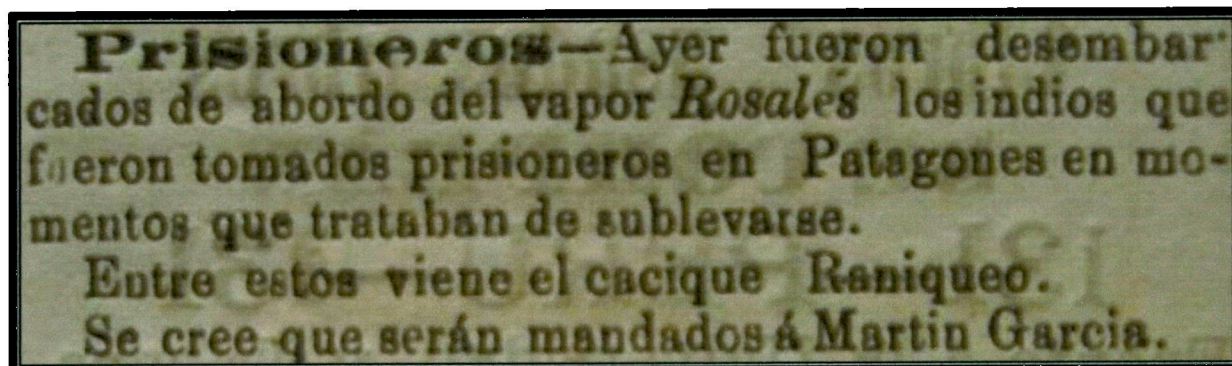 Prisioneros—Ayer fueron desembar-
cados de abordo del vapor Rosales los indios que
fueron tomados prisioneros en Patagones en mo-
mentos que trataban de sublevarse.
Entre estos viene el cacique Raniqueo.
Se cree que serán mandados á Martin Garcia.